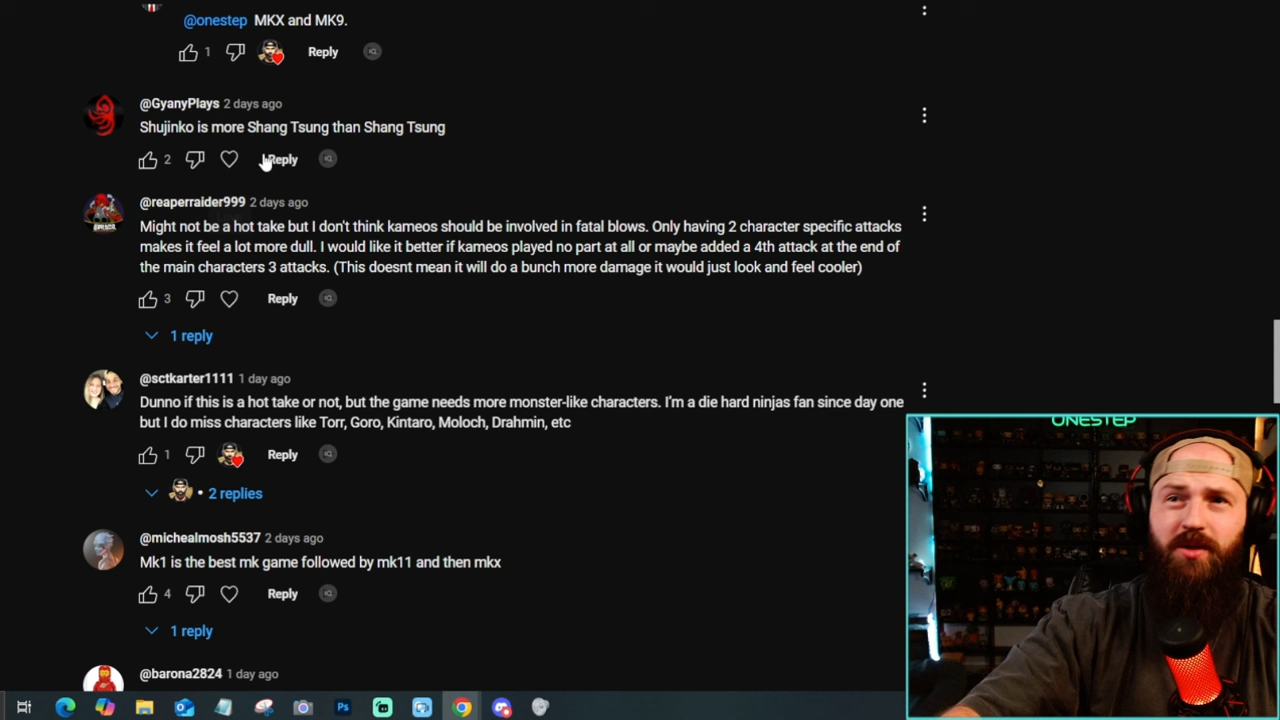 @onestep MKX and MK9.
1 Reply
@GyanyPlays 2 days ago
Shujinko is more Shang Tsung than Shang Tsung
2 Reply
@reaperraider999 2 days ago
Might not be a hot take but I don't think kameos should be involved in fatal blows. Only having 2 character specific attacks
makes it feel a lot more dull. I would like it better if kameos played no part at all or maybe added a 4th attack at the end of
the main characters 3 attacks. (This doesnt mean it will do a bunch more damage it would just look and feel cooler)
3 Reply
1 reply
@sctkarter1111 1 day ago
Dunno if this is a hot take or not, but the game needs more monster-like characters. I'm a die hard ninjas fan since day one
but I do miss characters like Torr, Goro, Kintaro, Moloch, Drahmin, etc
1 Reply
2 replies
ONESTEP
@michealmosh5537 2 days ago
Mk1 is the best mk game followed by mk11 and then mkx
4 Reply
1 reply
@barona2824 1 day ago
Ps